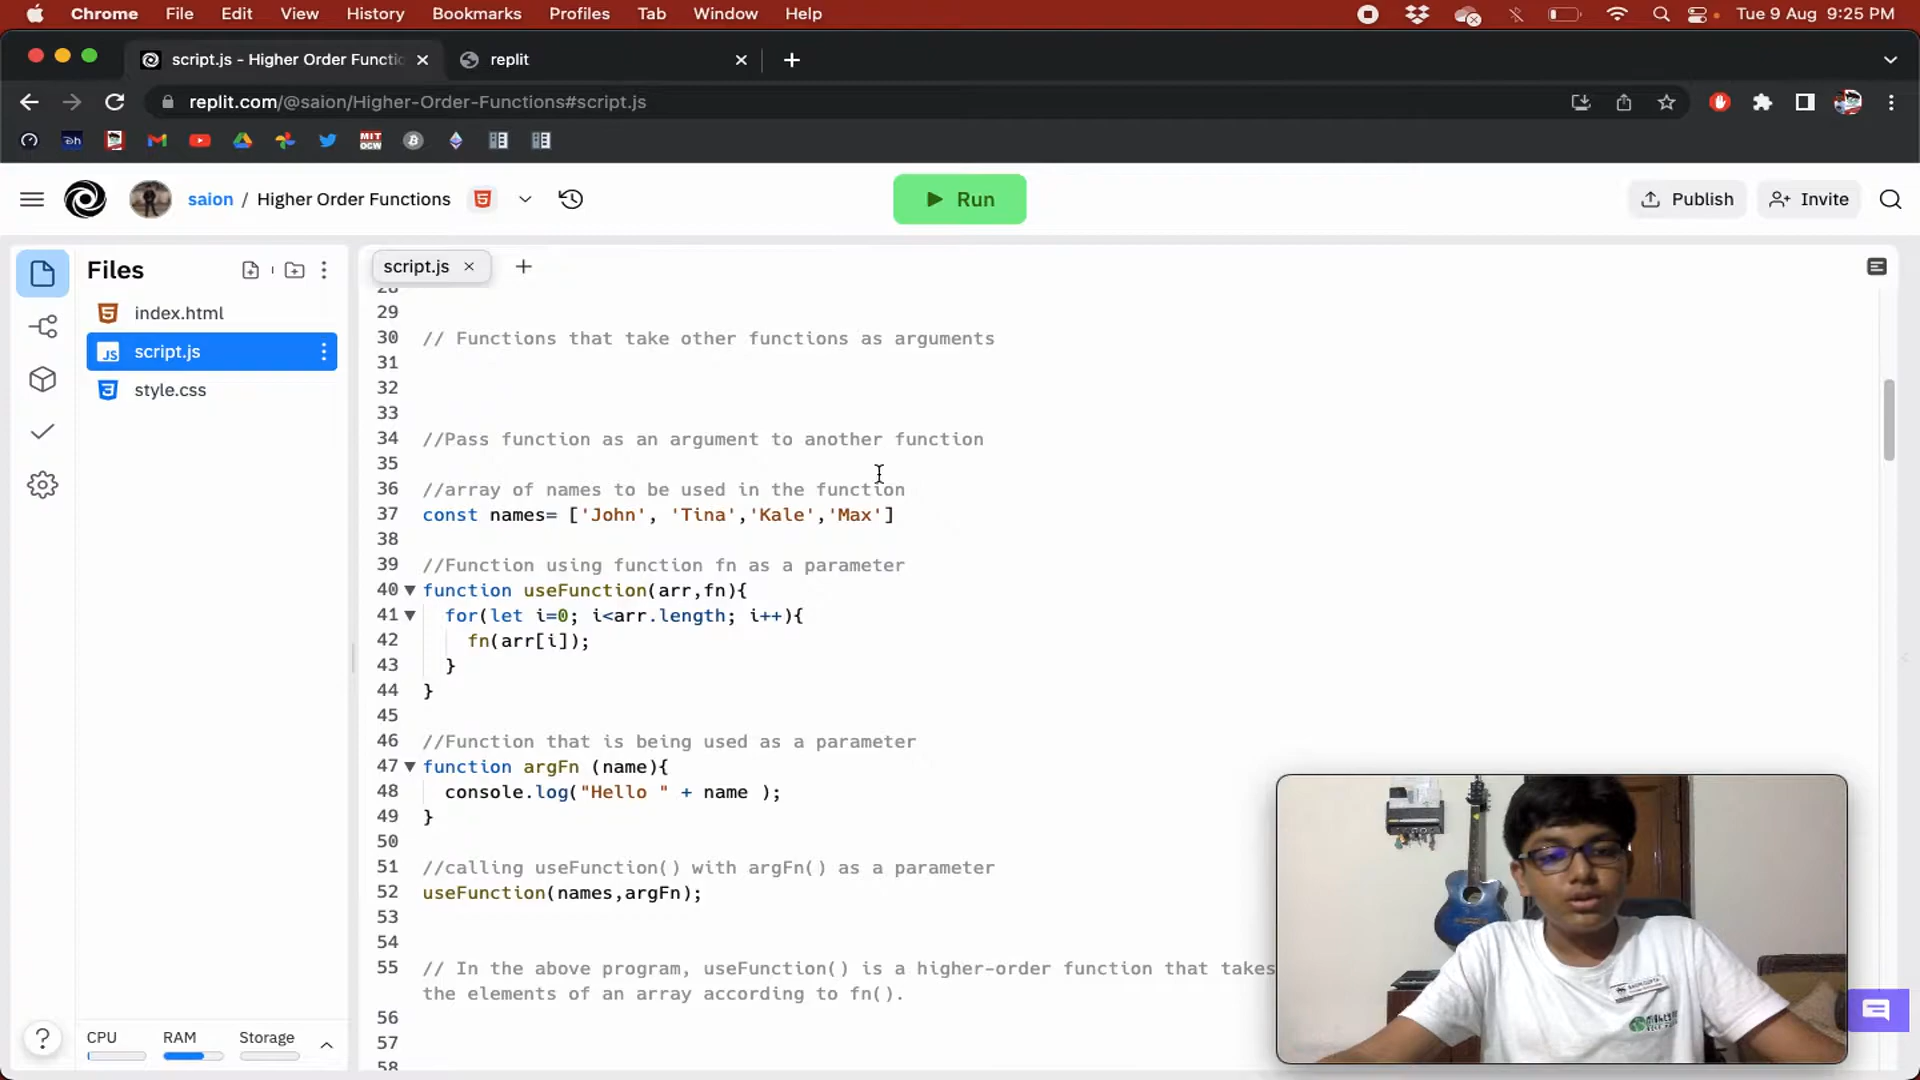 Chrome File Edit View History Bookmarks Profiles Tab Window Help Tue 9 Aug 9:25 PM
script.js - Higher Order Functi replit
replit.com/@saion/Higher-Order-Functions#script.js
Dh MIT OCW
saion / Higher Order Functions Run Publish Invite
Files
index.html
JS script.js
style.css
script.js
28
29
30 // Functions that take other functions as arguments
31
32
33
34 //Pass function as an argument to another function
35
36 //array of names to be used in the function
37 const names= ['John', 'Tina','Kale','Max']
38
39 //Function using function fn as a parameter
40 function useFunction(arr,fn){
41 for(let i=0; i<arr.length; i++){
42 fn(arr[i]);
43 }
44 }
45
46 //Function that is being used as a parameter
47 function argFn (name){
48 console.log("Hello " + name );
49 }
50
51 //calling useFunction() with argFn() as a parameter
52 useFunction(names,argFn);
53
54
55 // In the above program, useFunction() is a higher-order function that takes
the elements of an array according to fn().
56
57
58
? CPU RAM Storage